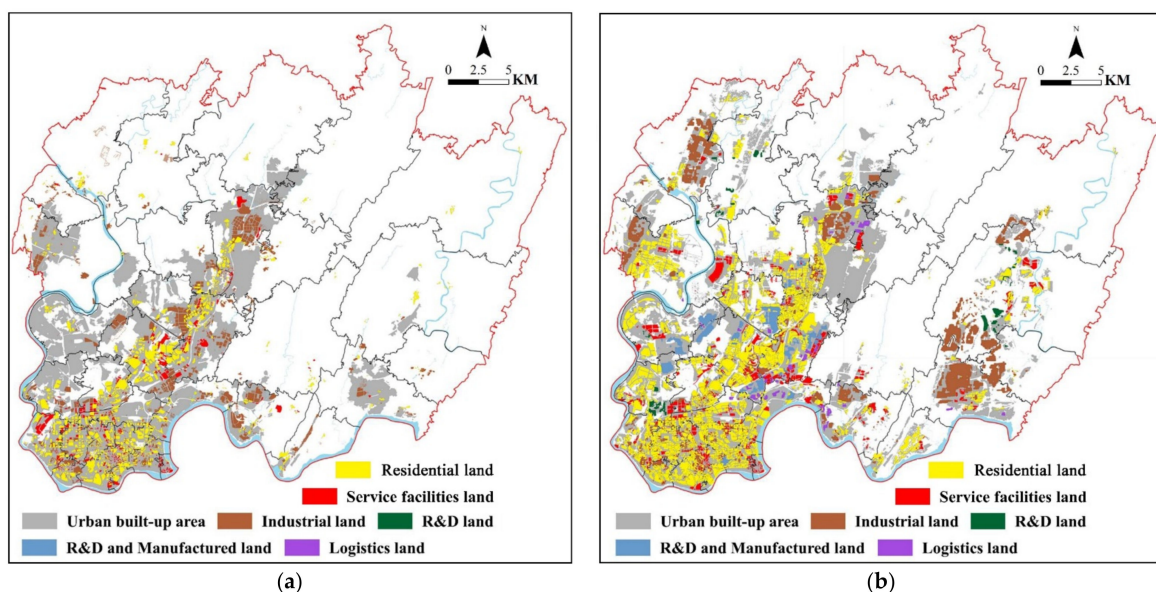 N
0 2.5 5
KM
Residential land
Service facilities land
Urban built-up area Industrial land R&D land
R&D and Manufactured land Logistics land
(a)
N
0 2.5 5
KM
Residential land
Service facilities land
Urban built-up area Industrial land R&D land
R&D and Manufactured land Logistics land
(b)